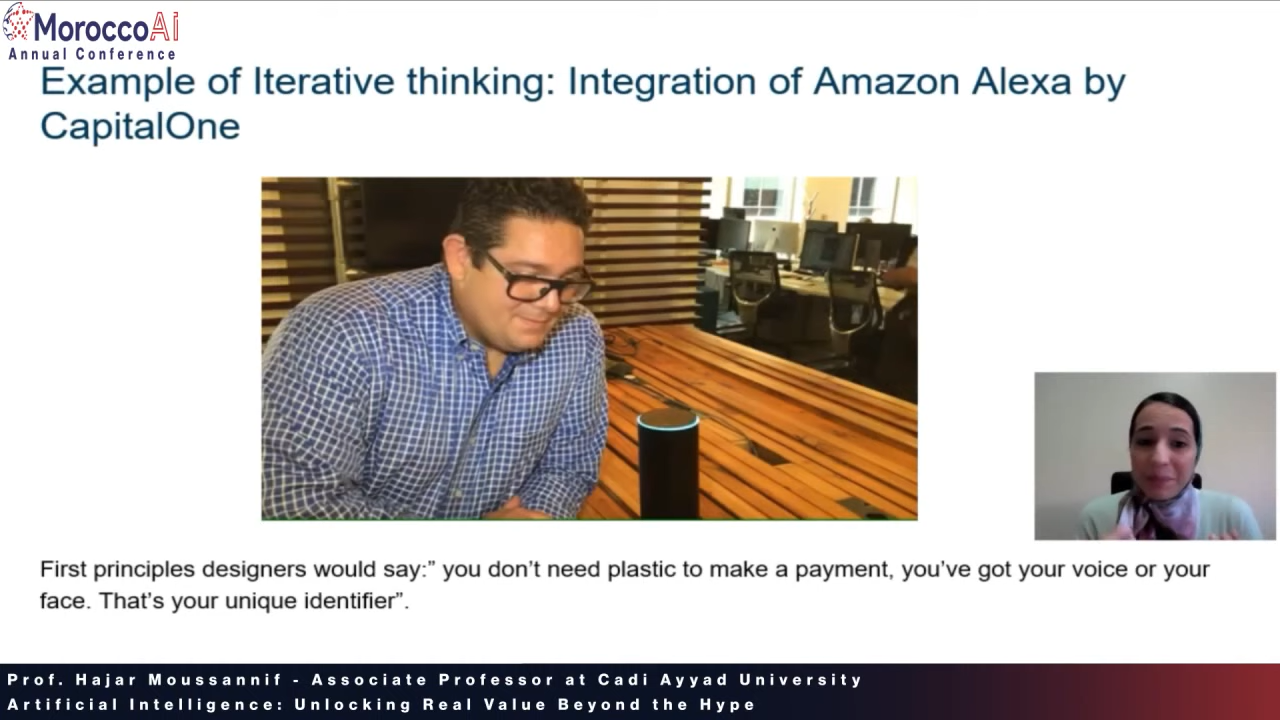 MoroccoAi
Annual Conference
Example of Iterative thinking: Integration of Amazon Alexa by
CapitalOne
First principles designers would say:” you don’t need plastic to make a payment, you’ve got your voice or your
face. That’s your unique identifier”.
Prof. Hajar Moussannif - Associate Professor at Cadi Ayyad University
Artificial Intelligence: Unlocking Real Value Beyond the Hype